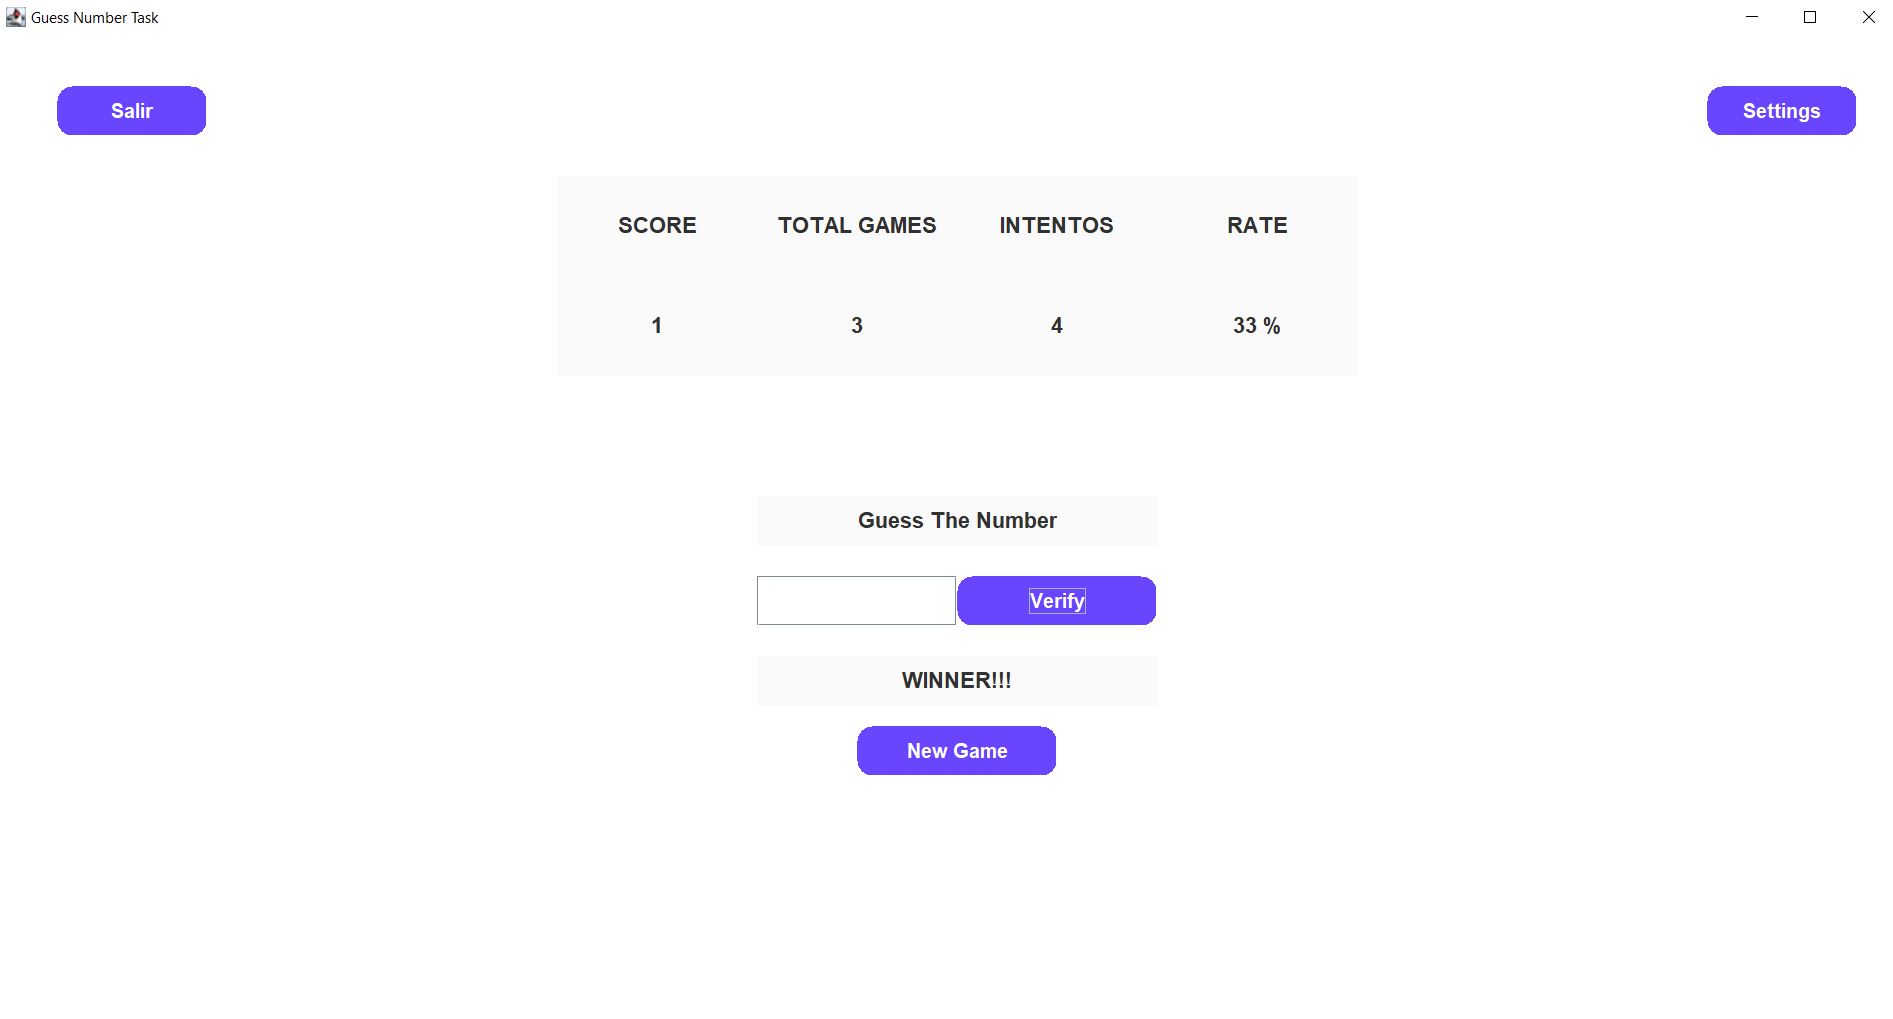 Guess Number Task
Salir
Settings
SCORE TOTAL GAMES INTENTOS RATE
1 3 4 33 %
Guess The Number
Verify
WINNER!!!
New Game